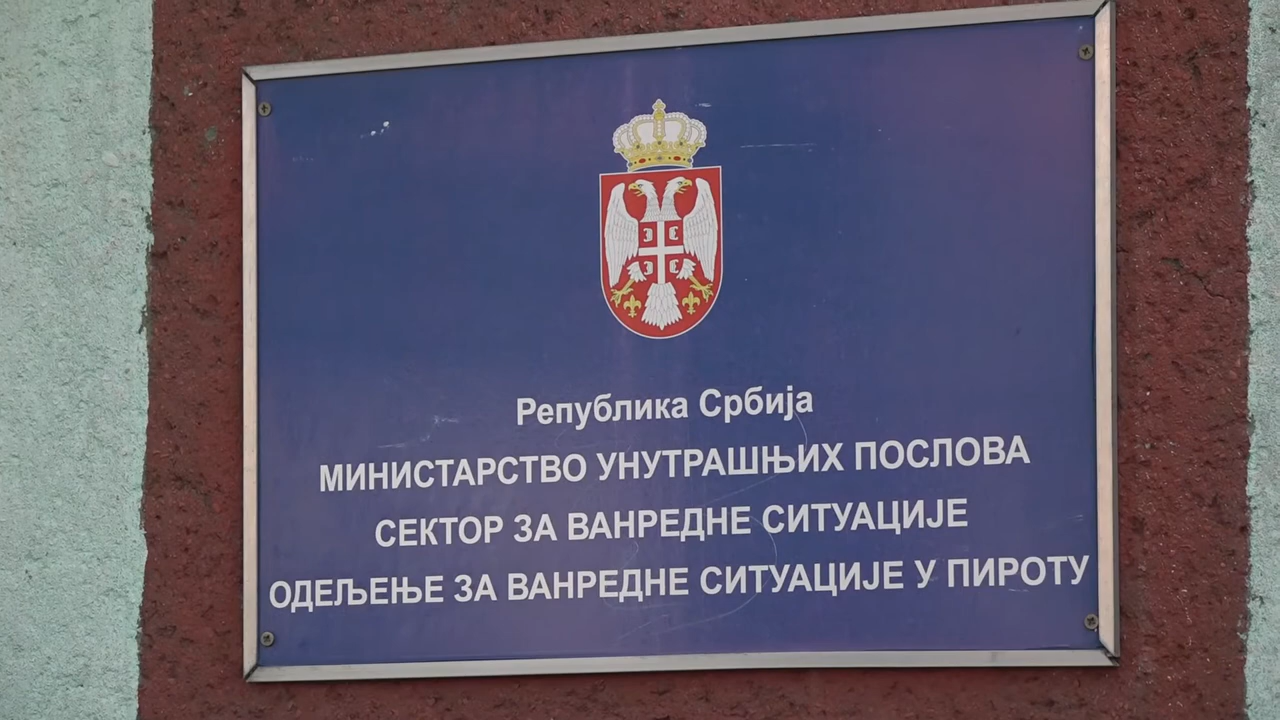 Република Србија
МИНИСТАРСТВО УНУТРАШЊИХ ПОСЛОВА
СЕКТОР ЗА ВАНРЕДНЕ СИТУАЦИЈЕ
ОДЕЉЕЊЕ ЗА ВАНРЕДНЕ СИТУАЦИЈЕ У ПИРОТУ